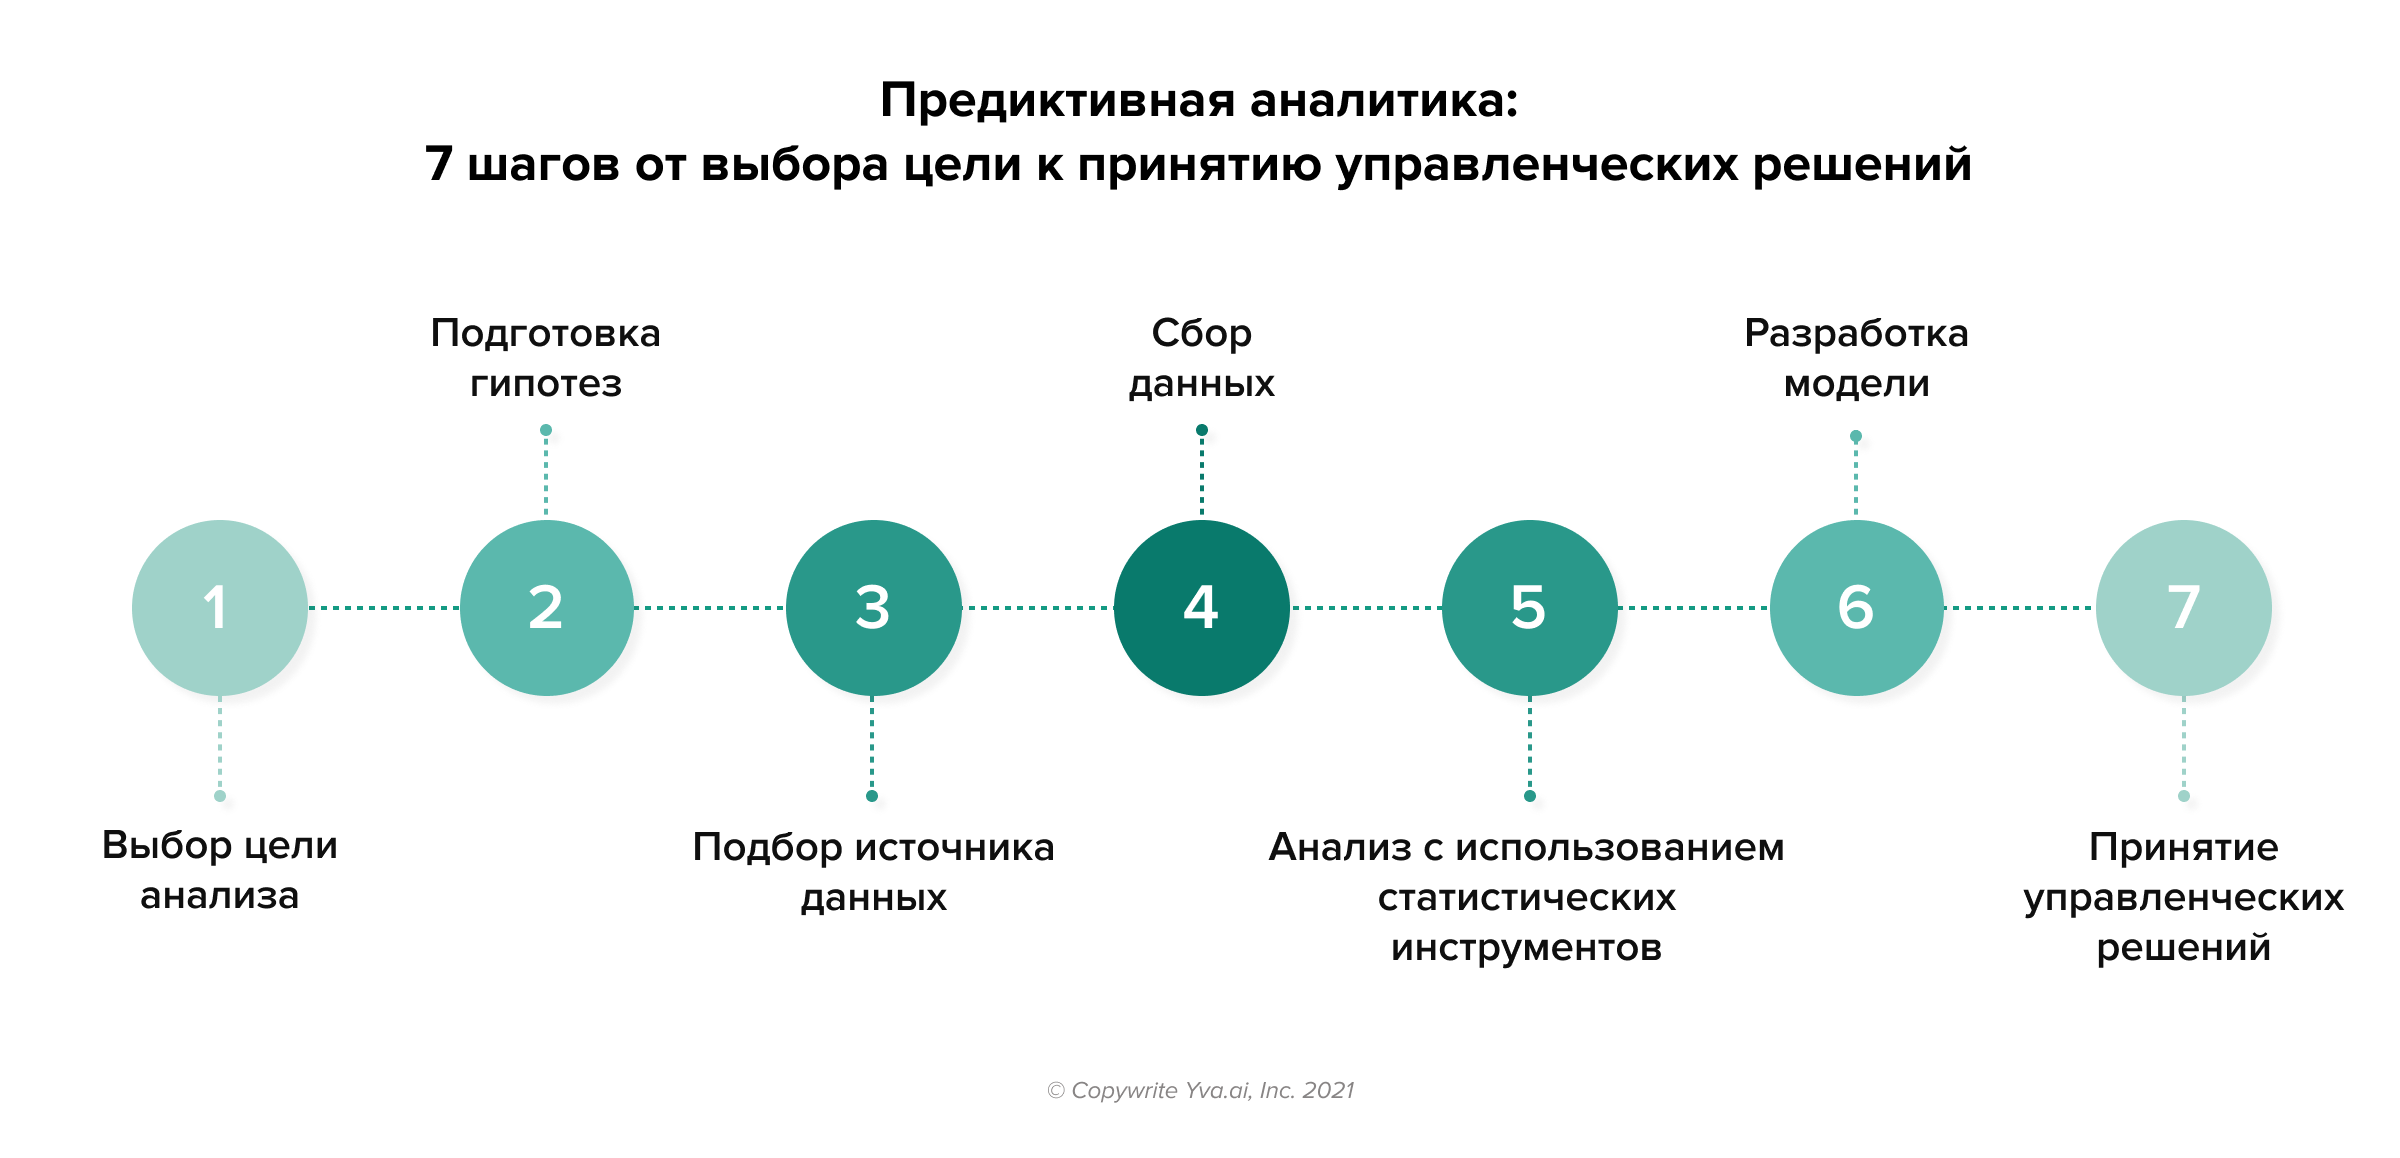 Предиктивная аналитика:
7 шагов от выбора цели к принятию управленческих решений
Подготовка
гипотез
Сбор
данных
Разработка
модели
1
2
3
4
5
6
7
Выбор цели
анализа
Подбор источника
данных
Анализ с использованием
статистических
инструментов
Принятие
управленческих
решений
© Copywrite Yva.ai, Inc. 2021